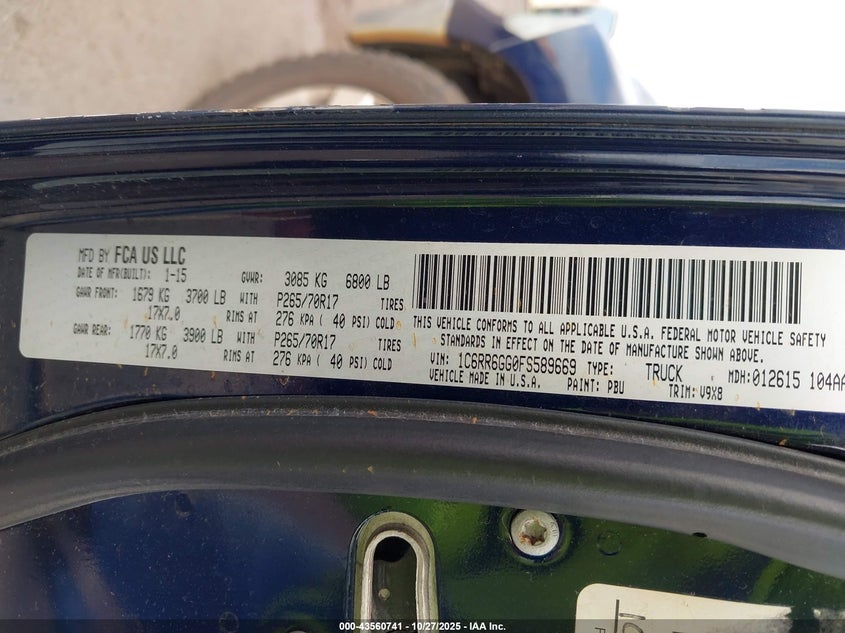 MFD BY FCA US LLC
DATE OF MFR(BUILT): 1-15 GVWR: 3085 KG 6800 LB
GAWR FRONT: 1679 KG 3700 LB WITH P265/70R17 TIRES
17X7.0 RIMS AT 276 KPA ( 40 PSI) COLD
GAWR REAR: 1770 KG 3900 LB WITH P265/70R17 TIRES
17X7.0 RIMS AT 276 KPA ( 40 PSI) COLD
THIS VEHICLE CONFORMS TO ALL APPLICABLE U.S.A. FEDERAL MOTOR VEHICLE SAFETY
STANDARDS IN EFFECT ON THE DATE OF MANUFACTURE SHOWN ABOVE.
VIN: 1C6RR6GG0FS589669 TYPE: TRUCK MDH:012615 104AA
VEHICLE MADE IN U.S.A. PAINT: PBU TRIM: V9X8
000-43560741 - 10/27/2025 - IAA Inc.